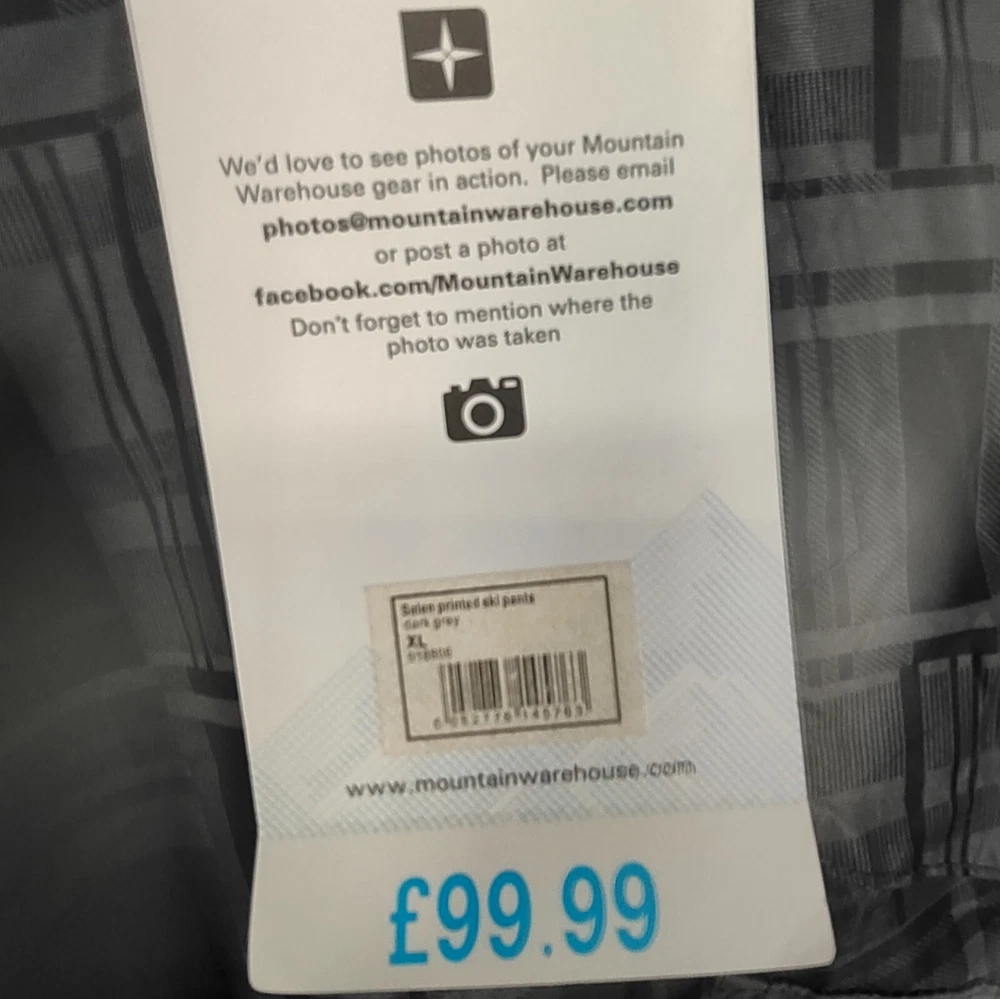 We'd love to see photos of your Mountain
Warehouse gear in action. Please email
photos@mountainwarehouse.com
or post a photo at
facebook.com/MountainWarehouse
Don't forget to mention where the
photo was taken
printed ski pants
dark grey
XL
www.mountainwarehouse.com
£99.99